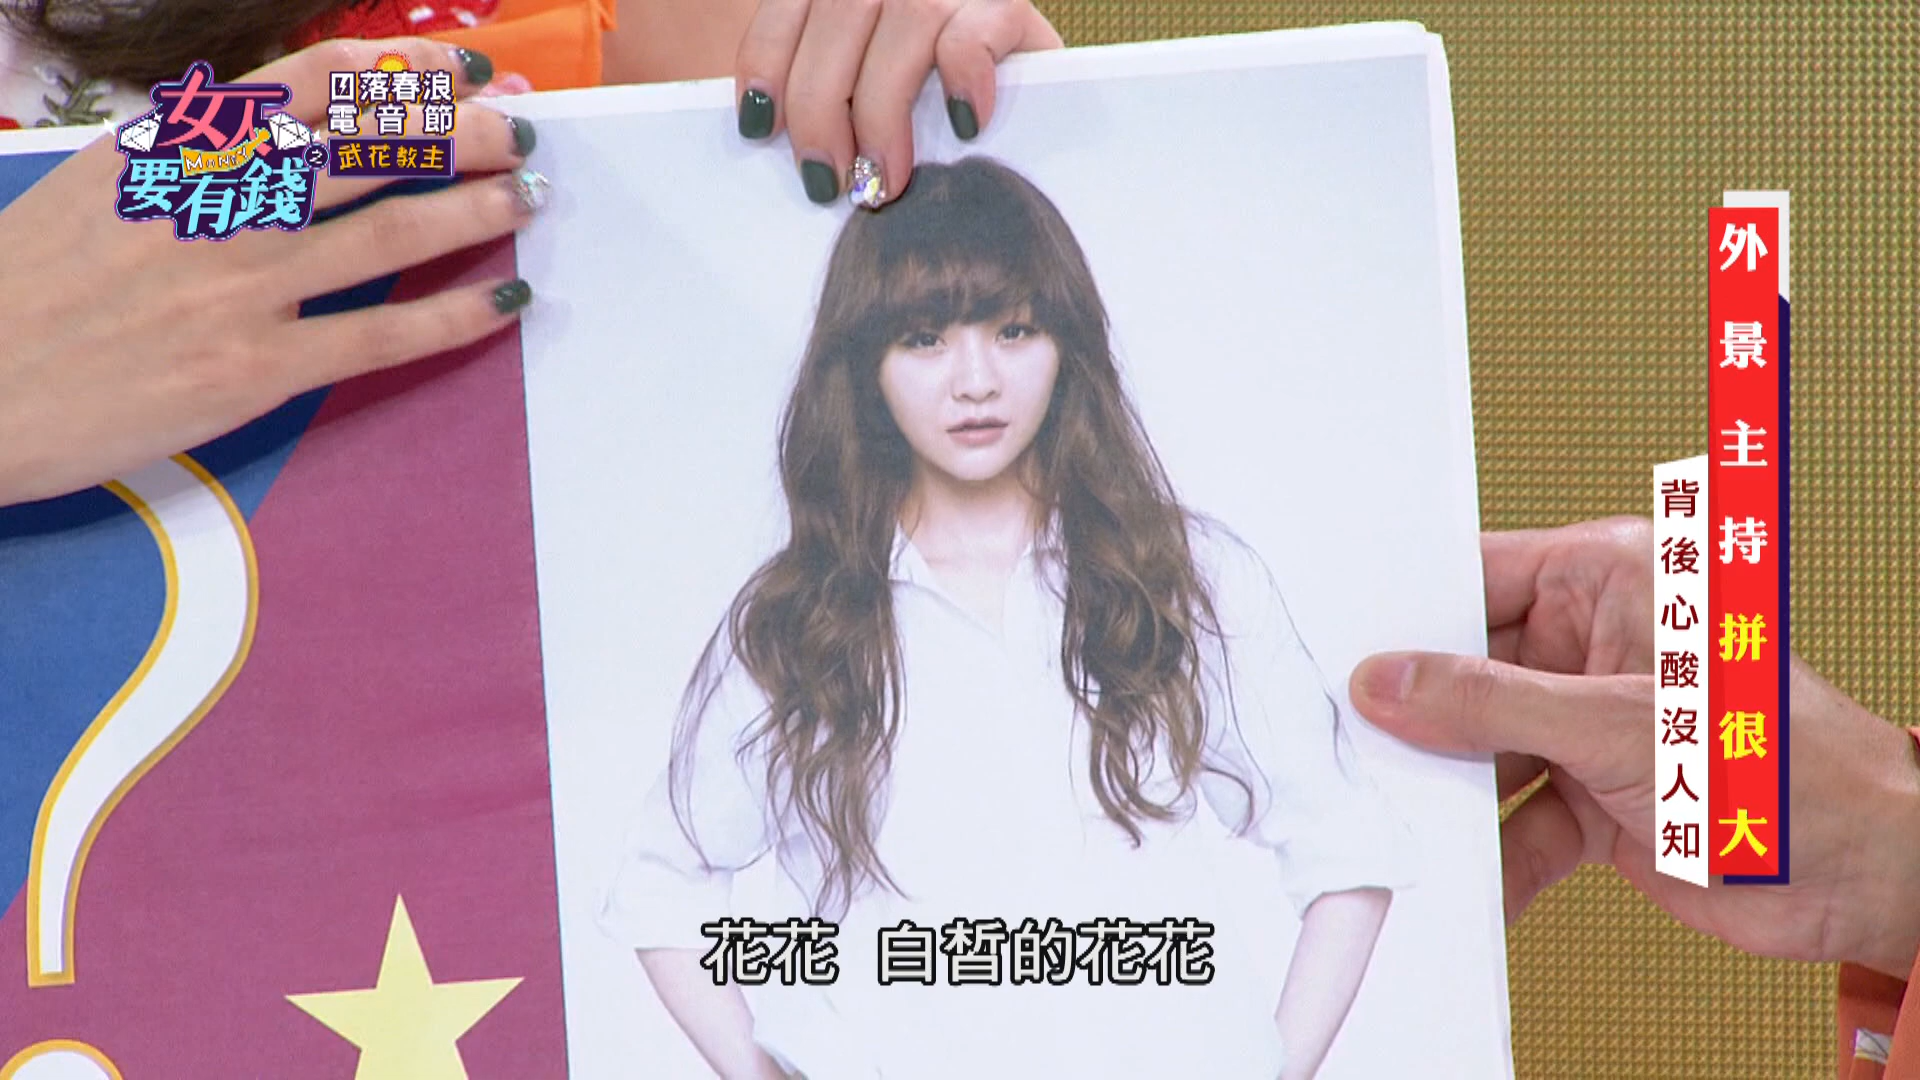 女人
MONEY
要有錢
之
日落春浪
電音節
武花教主
外景主持拼很大
背後心酸沒人知
花花 白皙的花花